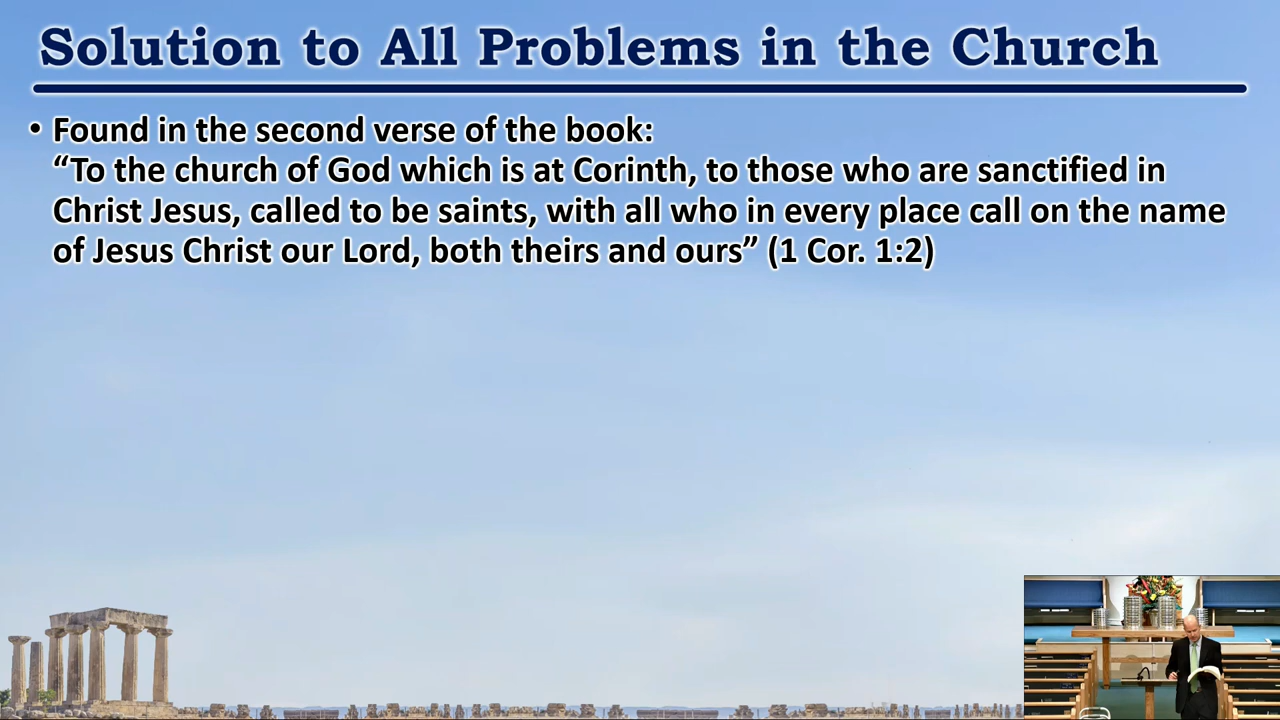 Solution to All Problems in the Church
• Found in the second verse of the book:
“To the church of God which is at Corinth, to those who are sanctified in
Christ Jesus, called to be saints, with all who in every place call on the name
of Jesus Christ our Lord, both theirs and ours” (1 Cor. 1:2)